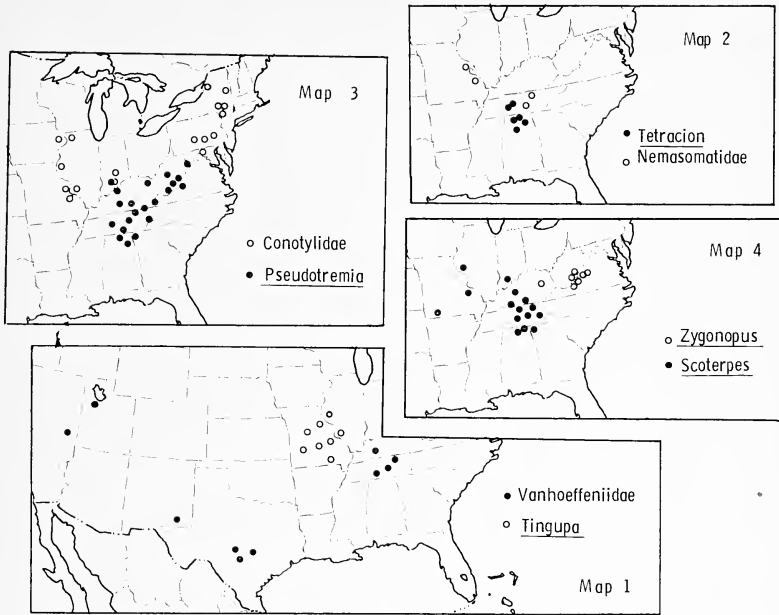 Map 3
○ Conotylidae
● Pseudotremia
Map 2
● Tetracion
○ Nemasomatidae
Map 4
○ Zygonopus
● Scoterpes
● Vanhoeffeniidae
○ Tingupa
Map 1